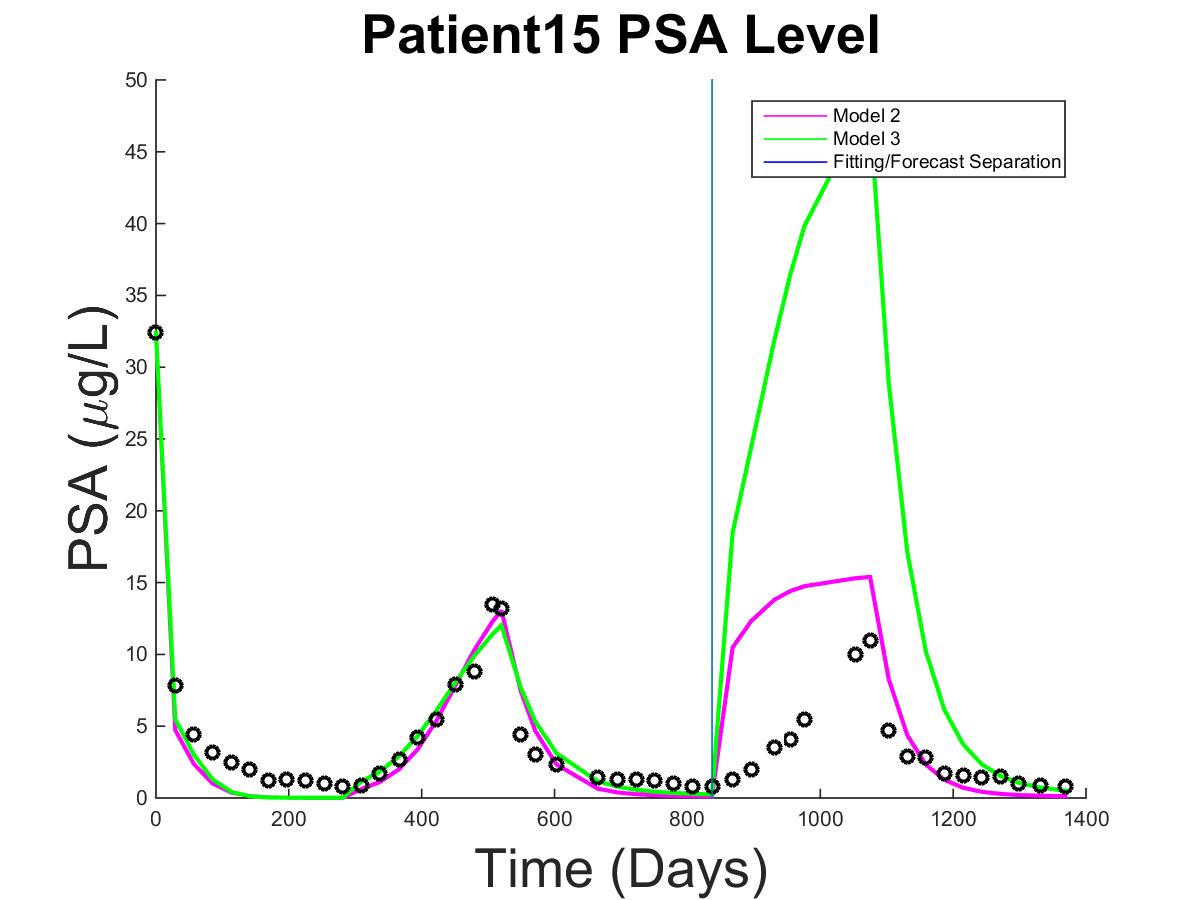 Patient15 PSA Level
PSA (μg/L)
50
45
40
35
30
25
20
15
10
5
0
Model 2
Model 3
Fitting/Forecast Separation
0 200 400 600 800 1000 1200 1400
Time (Days)